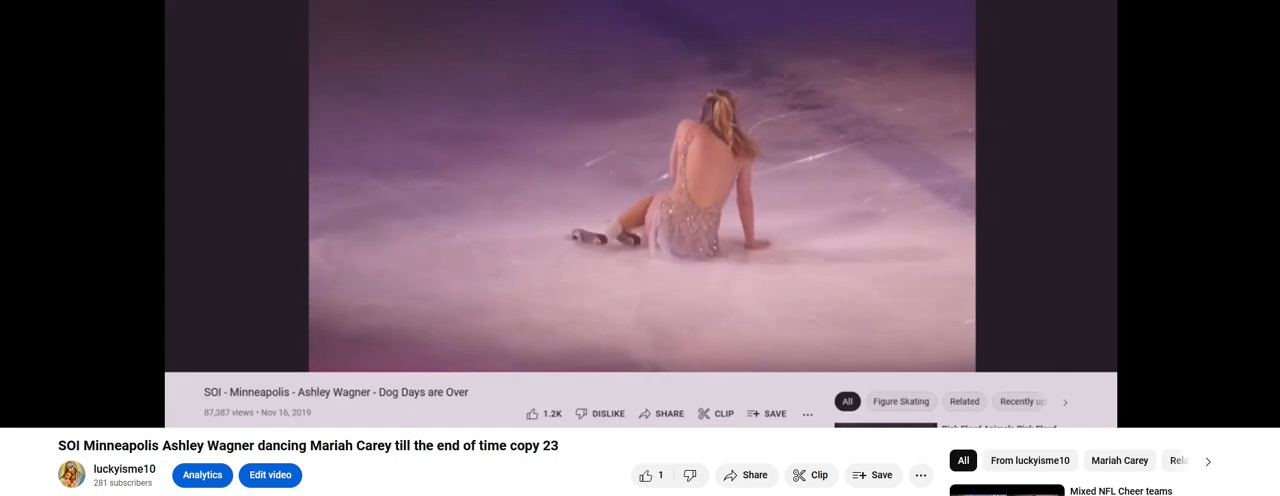 SOI - Minneapolis - Ashley Wagner - Dog Days are Over
87,387 views • Nov 16, 2019
1.2K DISLIKE SHARE CLIP SAVE ...
All Figure Skating Related Recently up
SOI Minneapolis Ashley Wagner dancing Mariah Carey till the end of time copy 23
luckyisme10
281 subscribers
Analytics Edit video
1 Share Clip Save ...
All From luckyisme10 Mariah Carey Rela
Mixed NFL Cheer teams